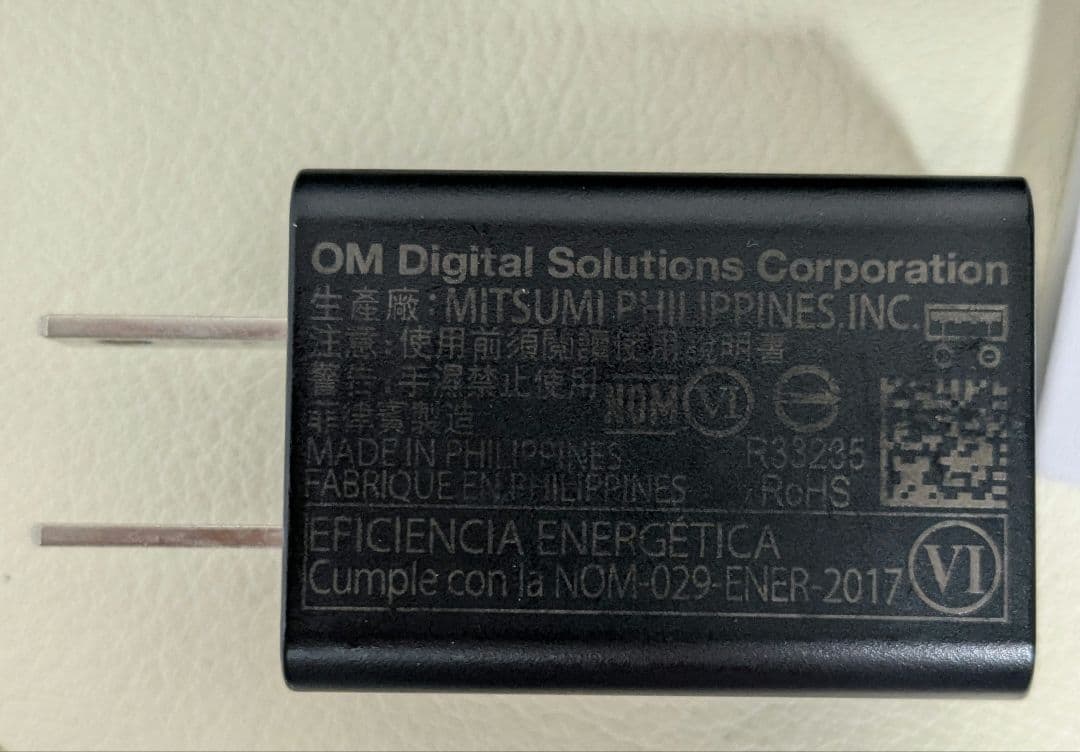 OM Digital Solutions Corporation
生產廠：MITSUMI PHILIPPINES, INC.
注意：使用前須閱讀使用說明書
警告：手濕禁止使用
菲律賓製造
NOM VI
MADE IN PHILIPPINES R33235
FABRIQUE EN PHILIPPINES RoHS
EFICIENCIA ENERGÉTICA
Cumple con la NOM-029-ENER-2017 VI